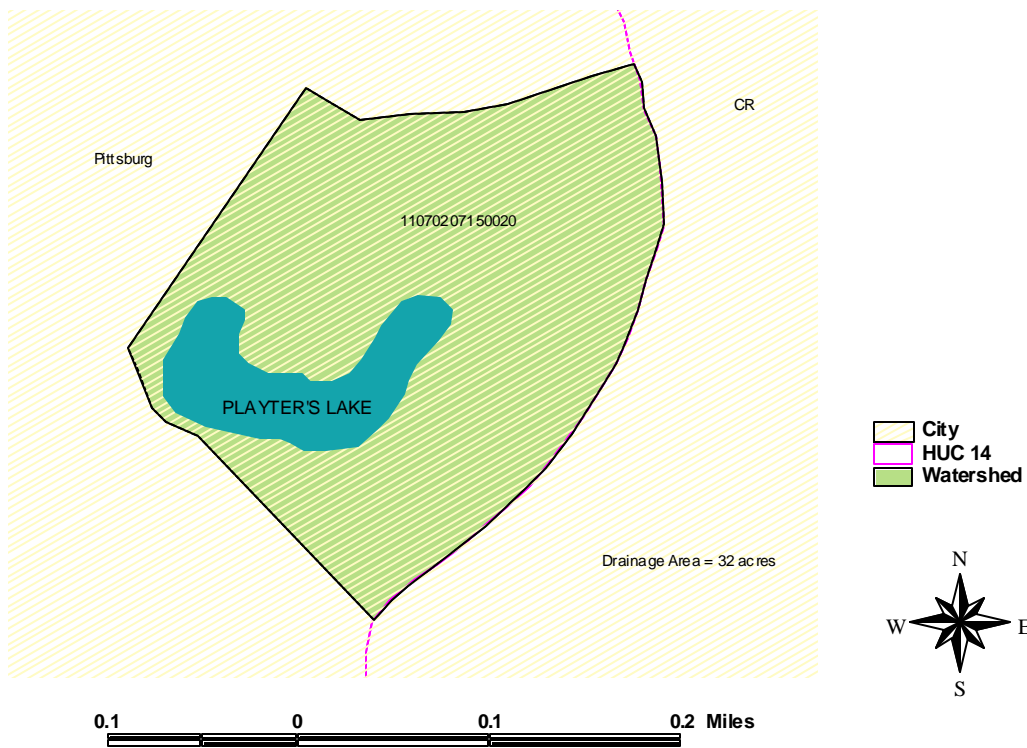 CR
Pittsburg
11070207150020
PLAYTER'S LAKE
City
HUC 14
Watershed
Drainage Area = 32 acres
N
W E
S
0.1 0 0.1 0.2 Miles